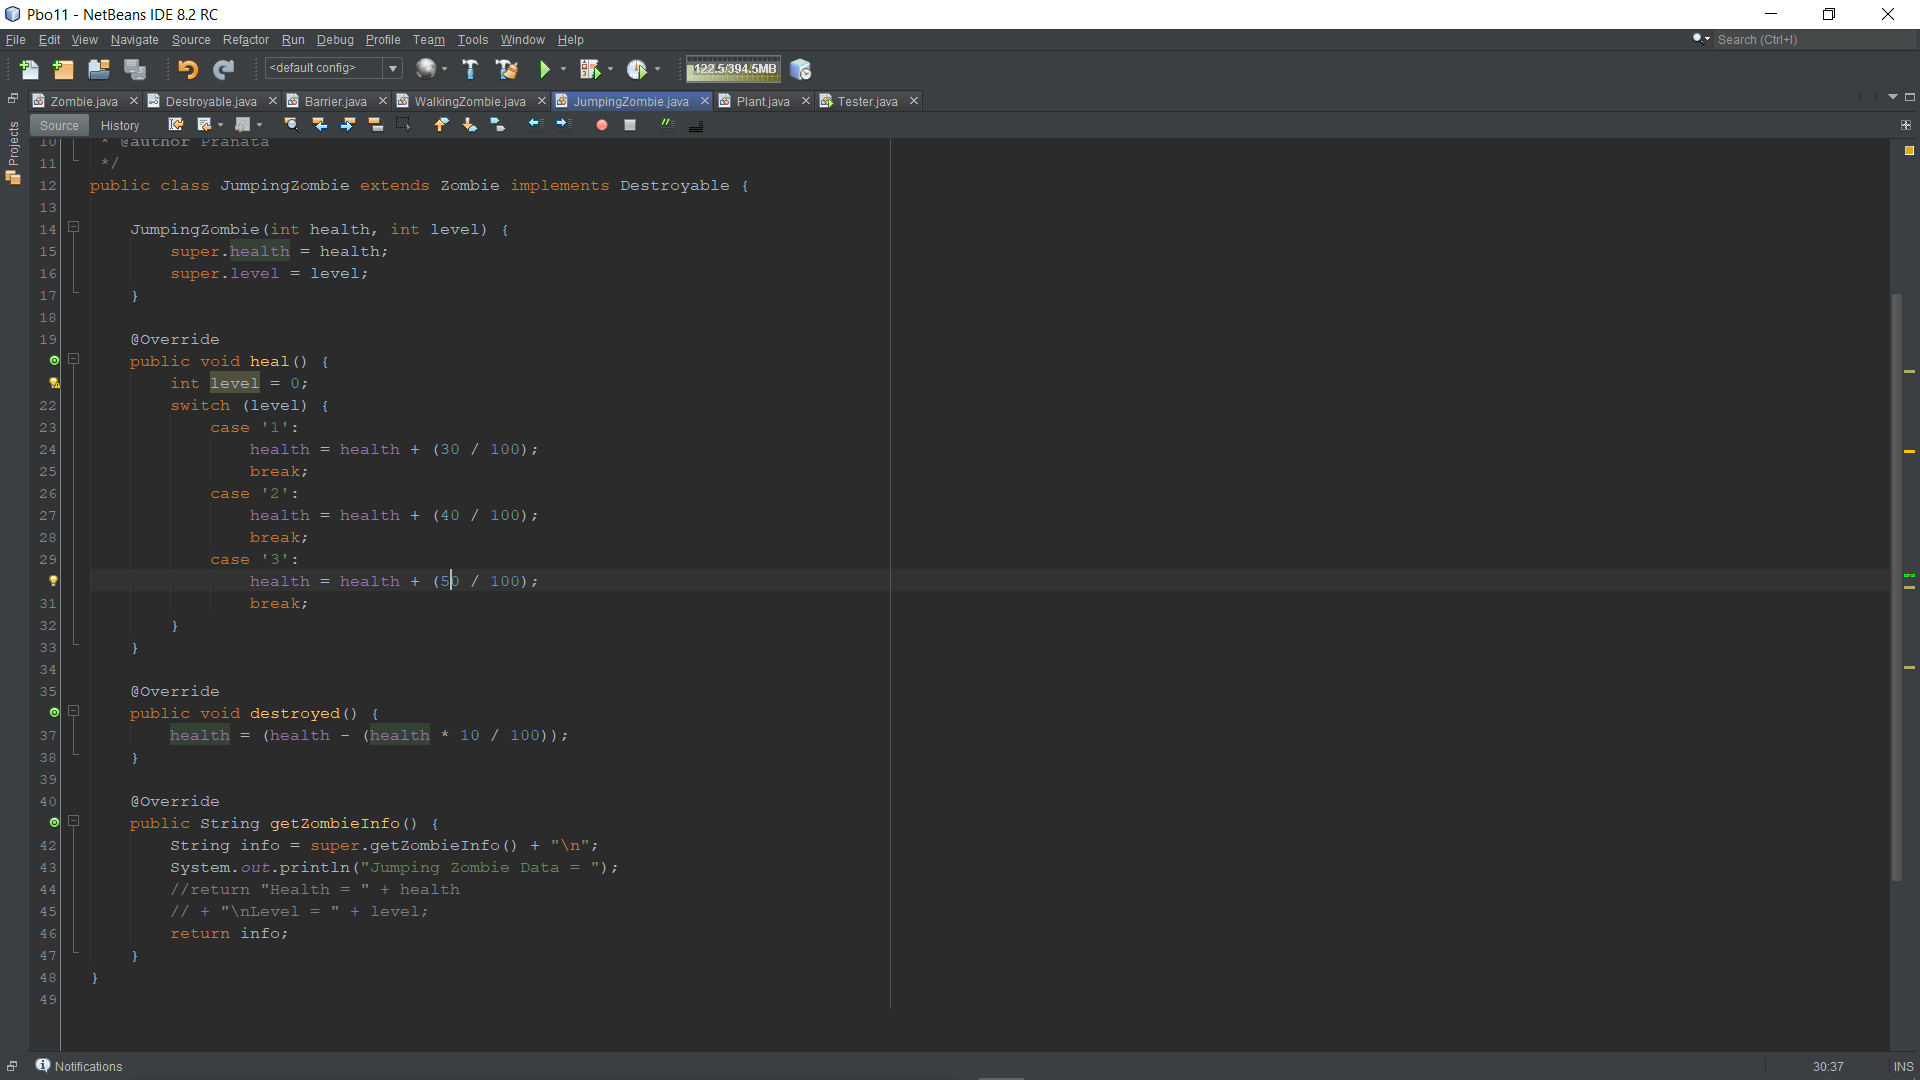 Pbo11 - NetBeans IDE 8.2 RC
File Edit View Navigate Source Refactor Run Debug Profile Team Tools Window Help
Search (Ctrl+I)
<default config>
122.5/394.5MB
Zombie.java Destroyable.java Barrier.java WalkingZombie.java JumpingZombie.java Plant.java Tester.java
Source History
Projects
10 * @author Pranata
11 */
12 public class JumpingZombie extends Zombie implements Destroyable {
13
14 JumpingZombie(int health, int level) {
15 super.health = health;
16 super.level = level;
17 }
18
19 @Override
public void heal() {
int level = 0;
22 switch (level) {
23 case '1':
24 health = health + (30 / 100);
25 break;
26 case '2':
27 health = health + (40 / 100);
28 break;
29 case '3':
health = health + (50 / 100);
31 break;
32 }
33 }
34
35 @Override
public void destroyed() {
37 health = (health - (health * 10 / 100));
38 }
39
40 @Override
public String getZombieInfo() {
42 String info = super.getZombieInfo() + "\n";
43 System.out.println("Jumping Zombie Data = ");
44 //return "Health = " + health
45 // + "\nLevel = " + level;
46 return info;
47 }
48 }
49
Notifications
30:37
INS